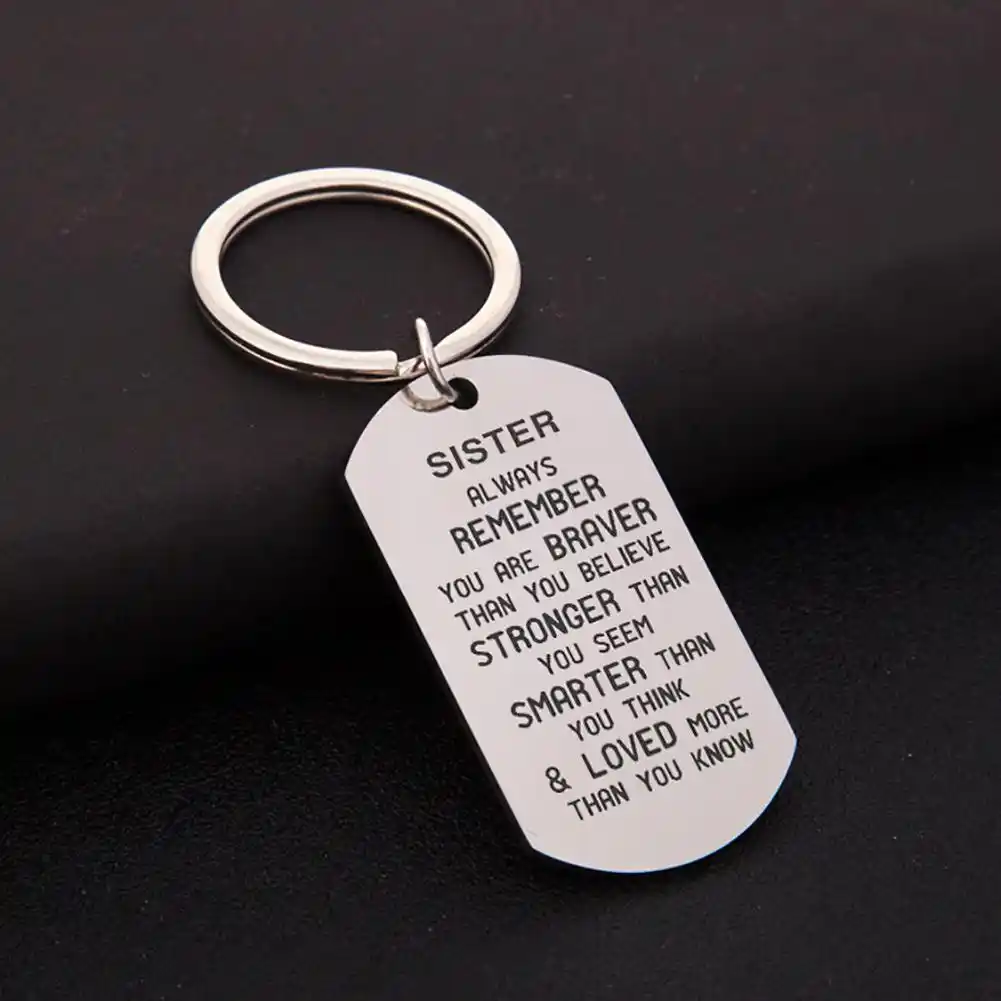 SISTER
ALWAYS
REMEMBER
YOU ARE BRAVER
THAN YOU BELIEVE
STRONGER THAN
YOU SEEM
SMARTER THAN
YOU THINK
& LOVED MORE
THAN YOU KNOW